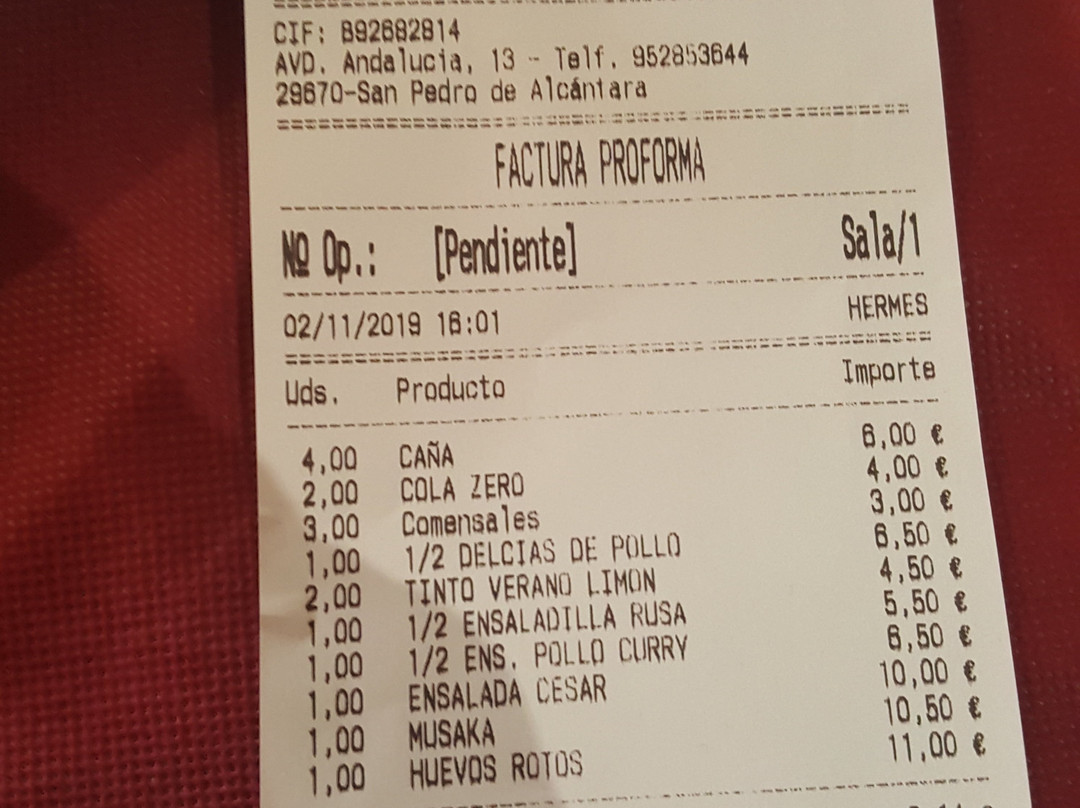 CIF: B92682814
AVD. Andalucia, 13 - Telf. 952853644
29670-San Pedro de Alcántara
FACTURA PROFORMA
Nº Op.: [Pendiente] Sala/1
02/11/2019 16:01 HERMES
Uds. Producto Importe
4,00 CAÑA 6,00 €
2,00 COLA ZERO 4,00 €
3,00 Comensales 3,00 €
1,00 1/2 DELCIAS DE POLLO 6,50 €
2,00 TINTO VERANO LIMON 4,50 €
1,00 1/2 ENSALADILLA RUSA 5,50 €
1,00 1/2 ENS. POLLO CURRY 6,50 €
1,00 ENSALADA CESAR 10,00 €
1,00 MUSAKA 10,50 €
1,00 HUEVOS ROTOS 11,00 €